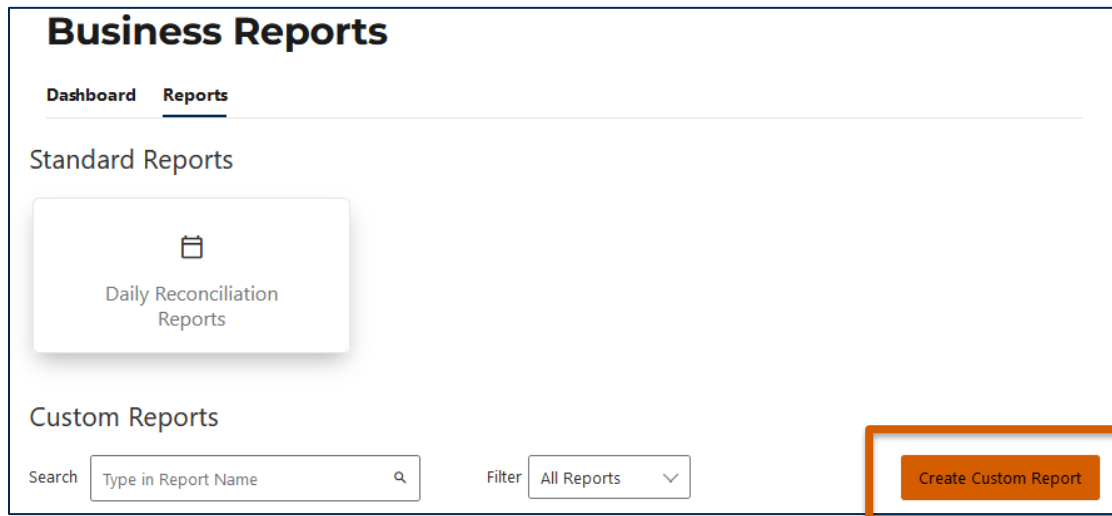 Business Reports
Dashboard Reports
Standard Reports
Daily Reconciliation
Reports
Custom Reports
Search Type in Report Name Filter All Reports Create Custom Report